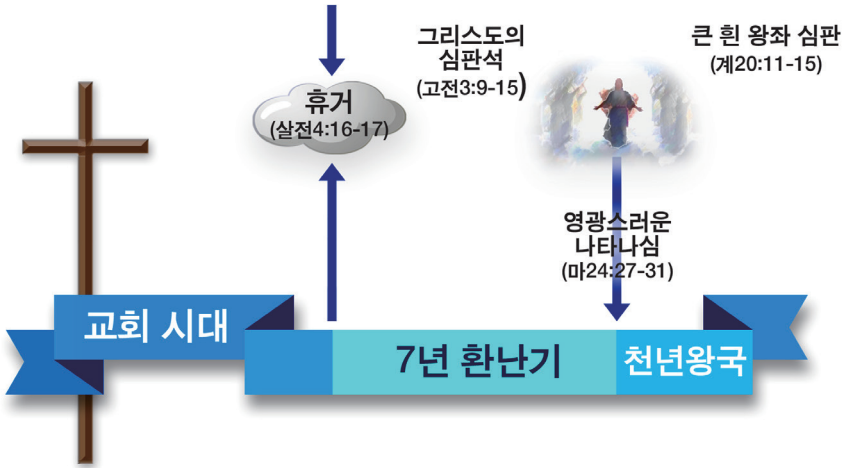 그리스도의
심판석
(고전3:9-15)
큰 흰 왕좌 심판
(계20:11-15)
휴거
(살전4:16-17)
영광스러운
나타나심
(마24:27-31)
교회 시대
7년 환난기
천년왕국